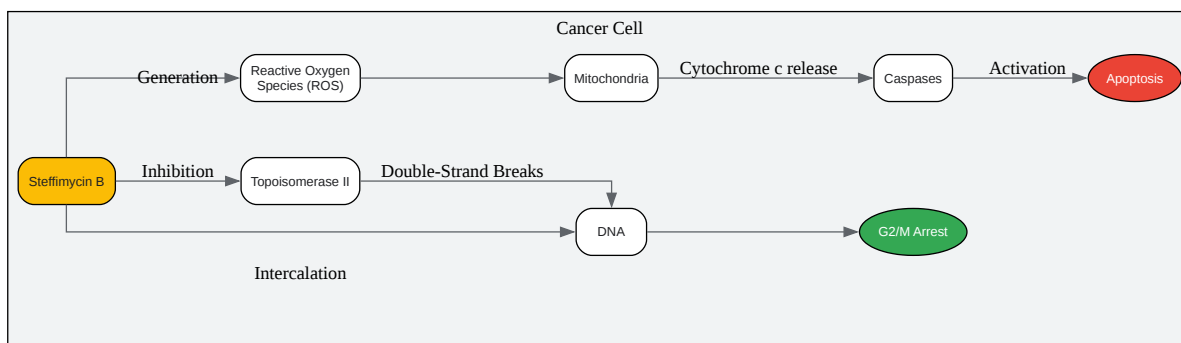 Cancer Cell
Generation
Reactive Oxygen
Species (ROS)
Mitochondria
Cytochrome c release
Caspases
Activation
Apoptosis
Steffimycin B
Inhibition
Topoisomerase II
Double-Strand Breaks
DNA
G2/M Arrest
Intercalation